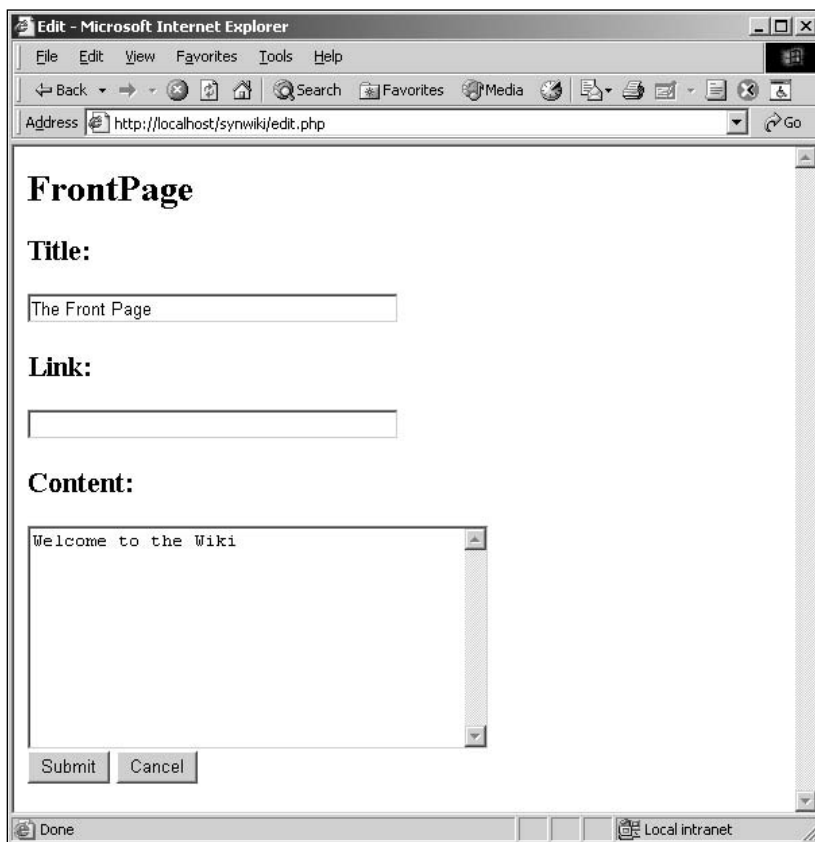 Edit - Microsoft Internet Explorer
File Edit View Favorites Tools Help
Back Search Favorites Media
Address http://localhost/synwiki/edit.php Go
FrontPage
Title:
The Front Page
Link:
Content:
Welcome to the Wiki
Submit Cancel
Done Local intranet